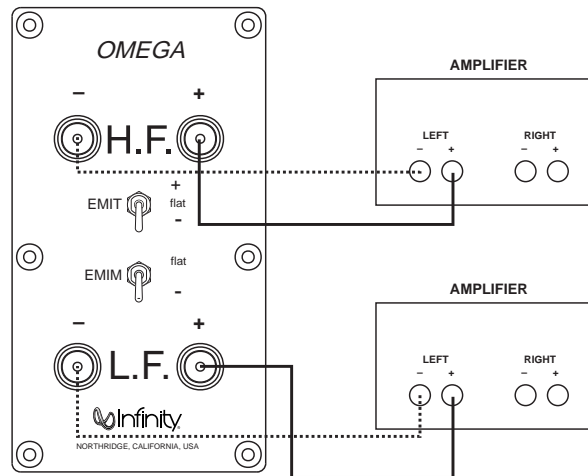 OMEGA
AMPLIFIER
− +
H.F.
LEFT RIGHT
− + − +
EMIT
+
flat
-
EMIM
flat
-
AMPLIFIER
− +
L.F.
LEFT RIGHT
− + − +
Infinity
NORTHRIDGE, CALIFORNIA, USA